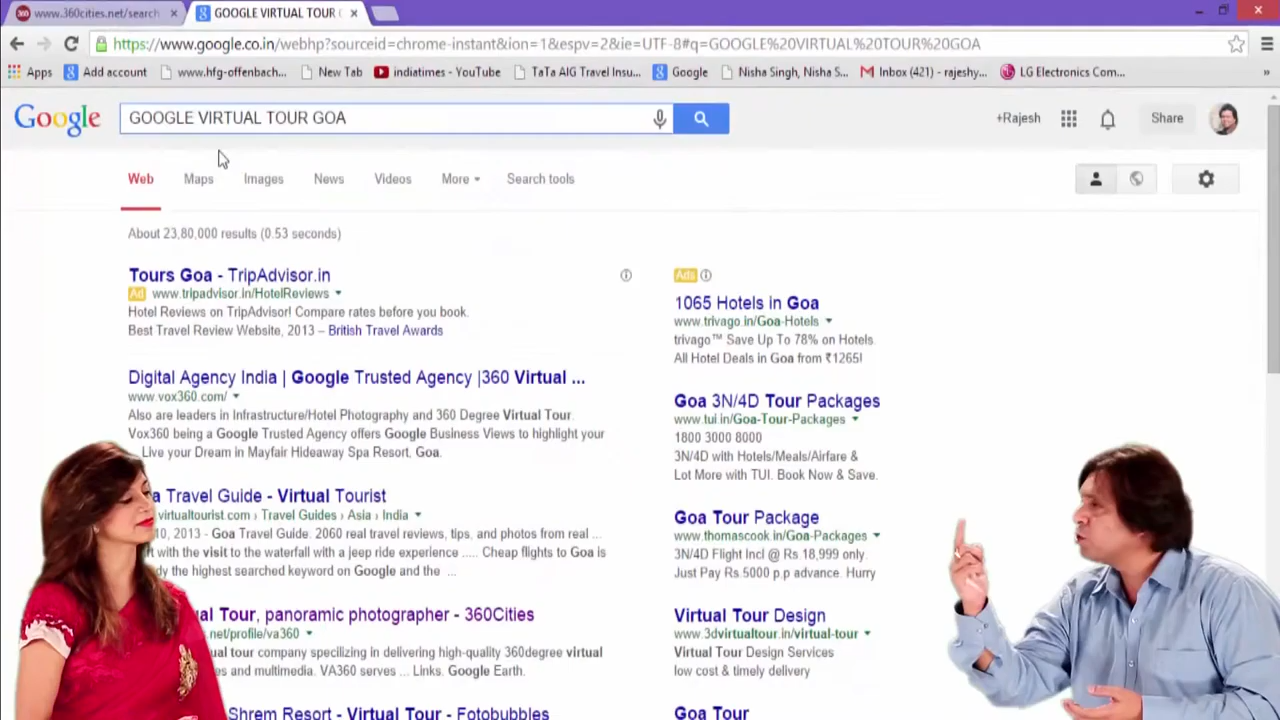 www.360cities.net/search
GOOGLE VIRTUAL TOUR
https://www.google.co.in/webhp?sourceid=chrome-instant&ion=1&espv=2&ie=UTF-8#q=GOOGLE%20VIRTUAL%20TOUR%20GOA
Apps Add account www.hfg-offenbach... New Tab indiatimes - YouTube TaTa AIG Travel Insu... Google Nisha Singh, Nisha S... Inbox (421) - rajeshy... LG Electronics Com... »
Google GOOGLE VIRTUAL TOUR GOA +Rajesh Share
Web Maps Images News Videos More Search tools
About 23,80,000 results (0.53 seconds)
Tours Goa - TripAdvisor.in
Ad www.tripadvisor.in/HotelReviews
Hotel Reviews on TripAdvisor! Compare rates before you book.
Best Travel Review Website, 2013 – British Travel Awards
Digital Agency India | Google Trusted Agency |360 Virtual ...
www.vox360.com/
Also are leaders in Infrastructure/Hotel Photography and 360 Degree Virtual Tour.
Vox360 being a Google Trusted Agency offers Google Business Views to highlight your
Live your Dream in Mayfair Hideaway Spa Resort, Goa.
a Travel Guide - Virtual Tourist
virtualtourist.com › Travel Guides › Asia › India
10, 2013 - Goa Travel Guide. 2060 real travel reviews, tips, and photos from real ...
with the visit to the waterfall with a jeep ride experience ..... Cheap flights to Goa is
the highest searched keyword on Google and the ...
Tour, panoramic photographer - 360Cities
net/profile/va360
tour company specializing in delivering high-quality 360degree virtual
and multimedia. VA360 serves ... Links. Google Earth.
Shrem Resort - Virtual Tour - Fotobubbles
Ads
1065 Hotels in Goa
www.trivago.in/Goa-Hotels
trivago™ Save Up To 78% on Hotels
All Hotel Deals in Goa from ₹1265!
Goa 3N/4D Tour Packages
www.tui.in/Goa-Tour-Packages
1800 3000 8000
3N/4D with Hotels/Meals/Airfare &
Lot More with TUI. Book Now & Save.
Goa Tour Package
www.thomascook.in/Goa-Packages
3N/4D Flight Incl @ Rs 18,999 only.
Just Pay Rs 5000 p.p advance. Hurry
Virtual Tour Design
www.3dvirtualtour.in/virtual-tour
Virtual Tour Design Services
low cost & timely delivery
Goa Tour